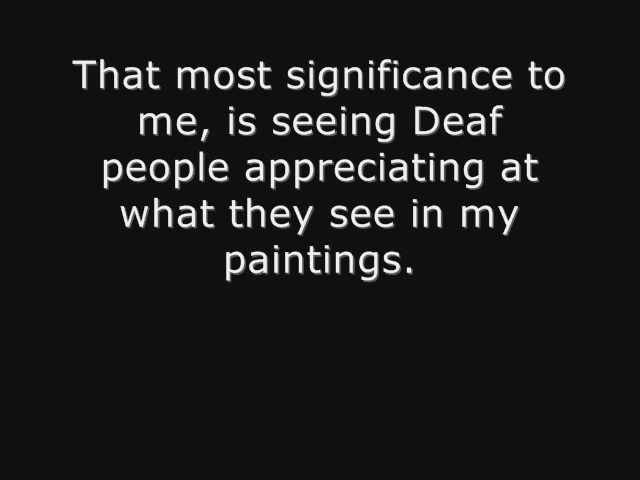 That most significance to
me, is seeing Deaf
people appreciating at
what they see in my
paintings.